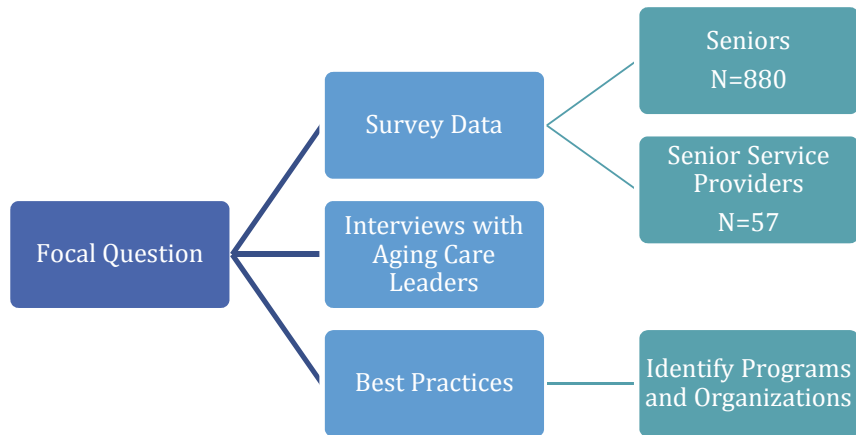 Focal Question
Survey Data
Seniors
N=880
Senior Service
Providers
N=57
Interviews with
Aging Care
Leaders
Best Practices
Identify Programs
and Organizations